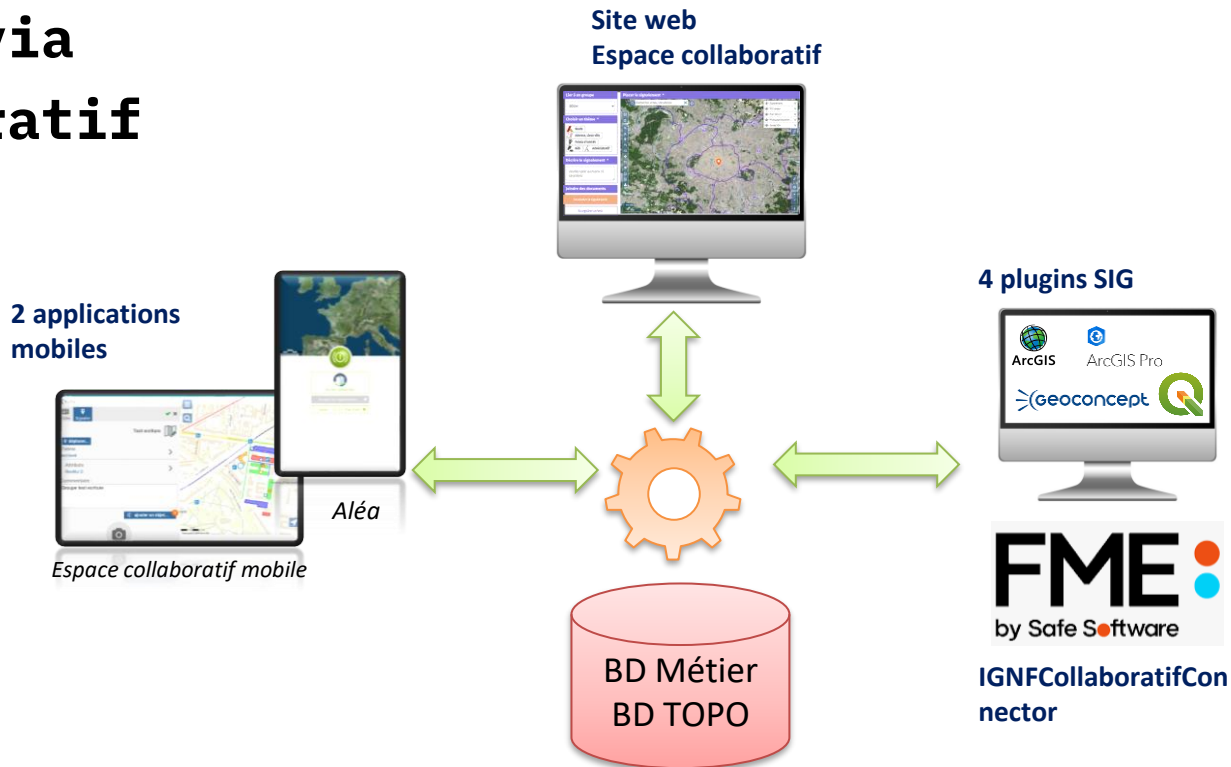 via
ratif
Site web
Espace collaboratif
2 applications
mobiles
Aléa
Espace collaboratif mobile
4 plugins SIG
ArcGIS
ArcGIS Pro
Geoconcept
FME
by Safe Software
IGNFCollaboratifCon
nector
BD Métier
BD TOPO